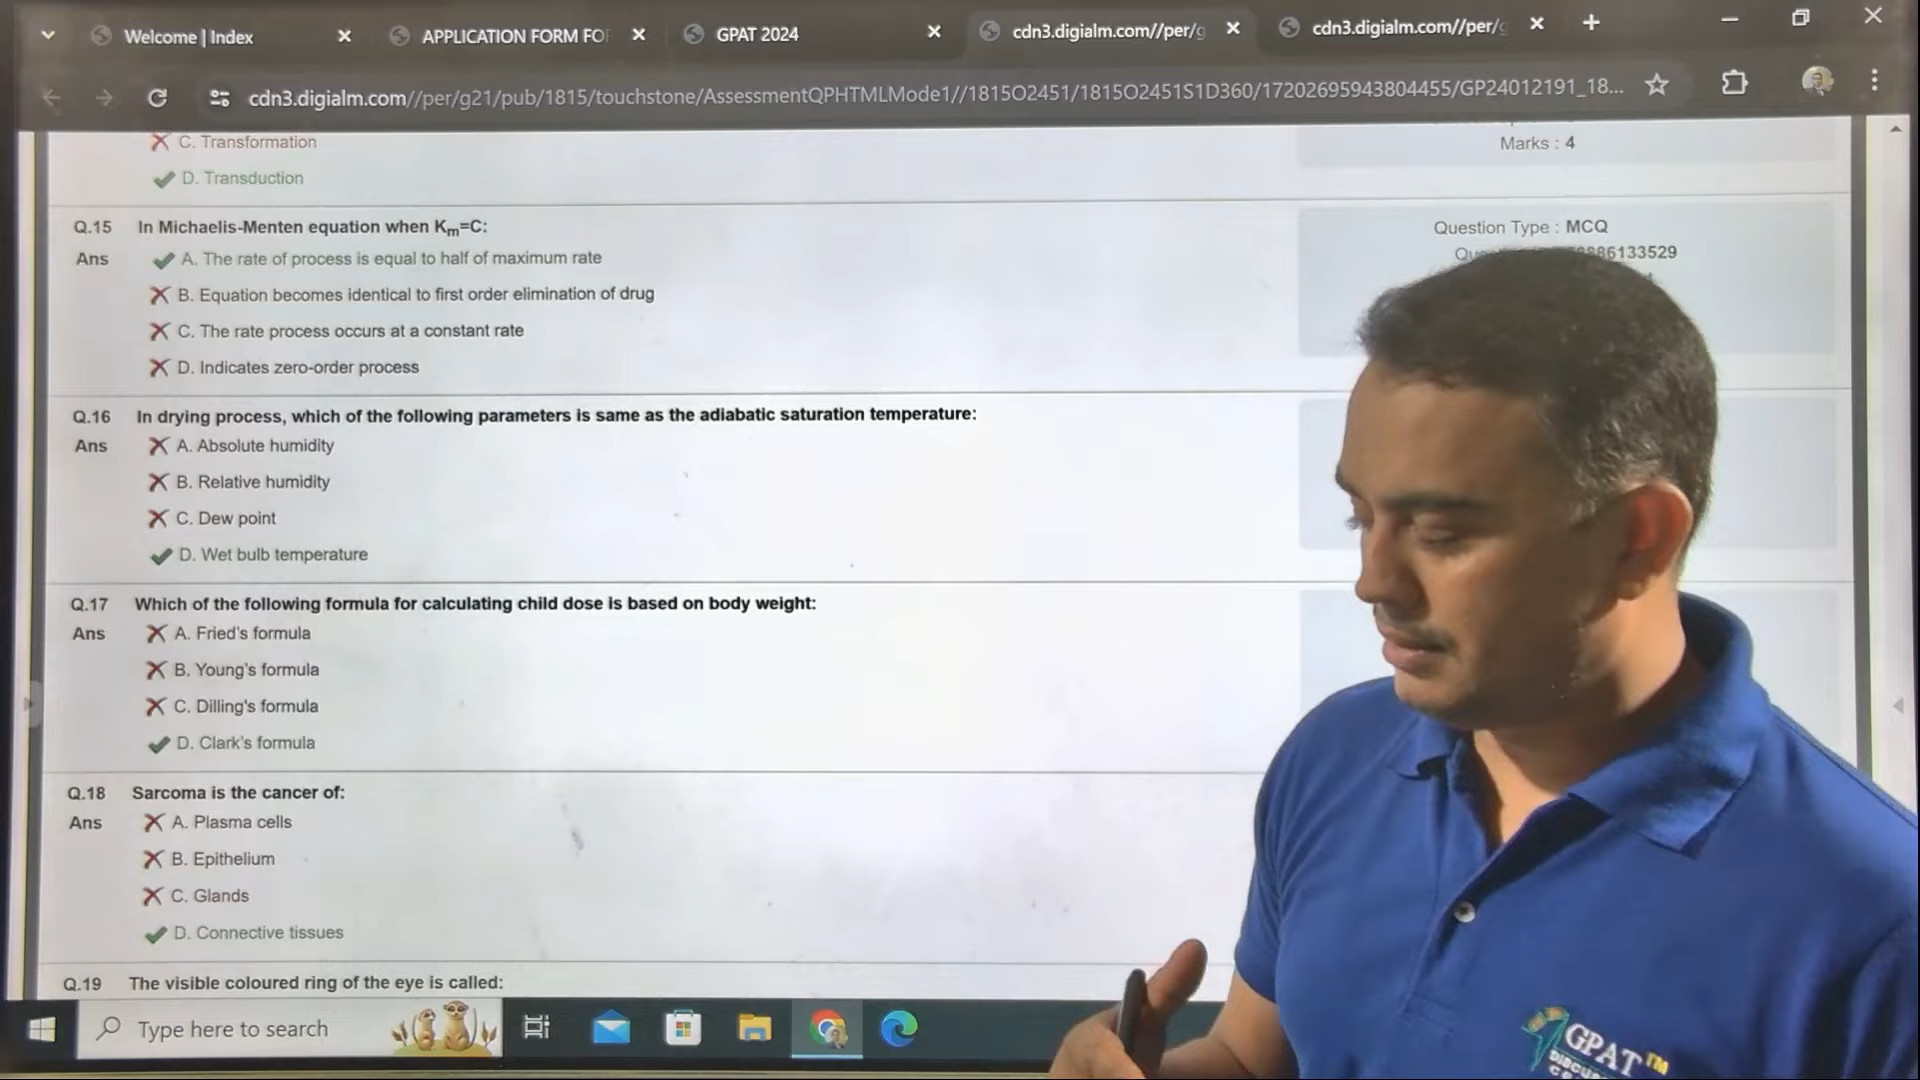 Welcome | Index
APPLICATION FORM FO
GPAT 2024
cdn3.digialm.com//per/g
cdn3.digialm.com//per/g
cdn3.digialm.com//per/g21/pub/1815/touchstone/AssessmentQPHTMLMode1//1815O2451/1815O2451S1D360/17202695943804455/GP24012191_18...
C. Transformation
Marks : 4
D. Transduction
Q.15 In Michaelis-Menten equation when Km=C:
Question Type : MCQ
Ans A. The rate of process is equal to half of maximum rate
86133529
B. Equation becomes identical to first order elimination of drug
C. The rate process occurs at a constant rate
D. Indicates zero-order process
Q.16 In drying process, which of the following parameters is same as the adiabatic saturation temperature:
Ans A. Absolute humidity
B. Relative humidity
C. Dew point
D. Wet bulb temperature
Q.17 Which of the following formula for calculating child dose is based on body weight:
Ans A. Fried's formula
B. Young's formula
C. Dilling's formula
D. Clark's formula
Q.18 Sarcoma is the cancer of:
Ans A. Plasma cells
B. Epithelium
C. Glands
D. Connective tissues
Q.19 The visible coloured ring of the eye is called:
Type here to search
GPAT™